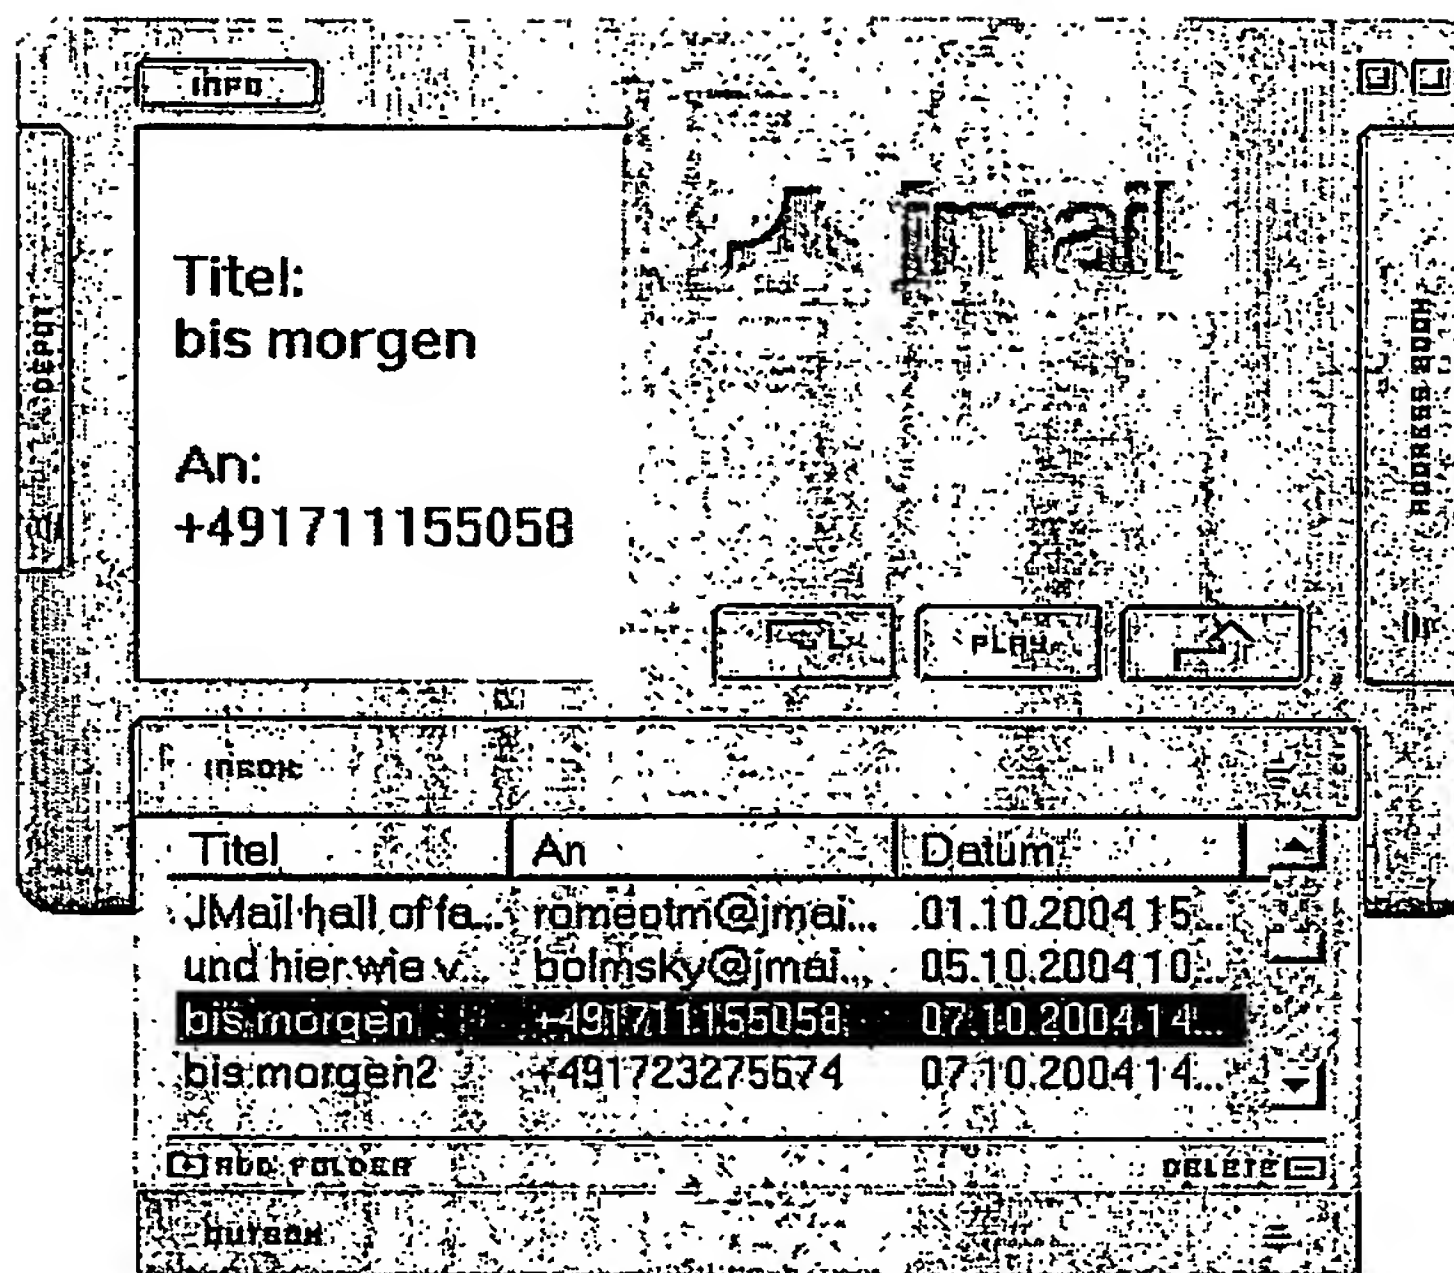 INFO
jmail
DEPOT
ADDRESS BOOK
Titel:
bis morgen
An:
+491711155058
PLAY
INBOX
Titel An Datum
JMail hall of fa... romeotm@jmai... 01.10.2004 15...
und hier wie v... bolmsky@jmai... 05.10.2004 10...
bis morgen +491711155058 07.10.2004 14...
bis morgen2 +491723275674 07.10.2004 14...
ADD FOLDER DELETE
OUTBOX